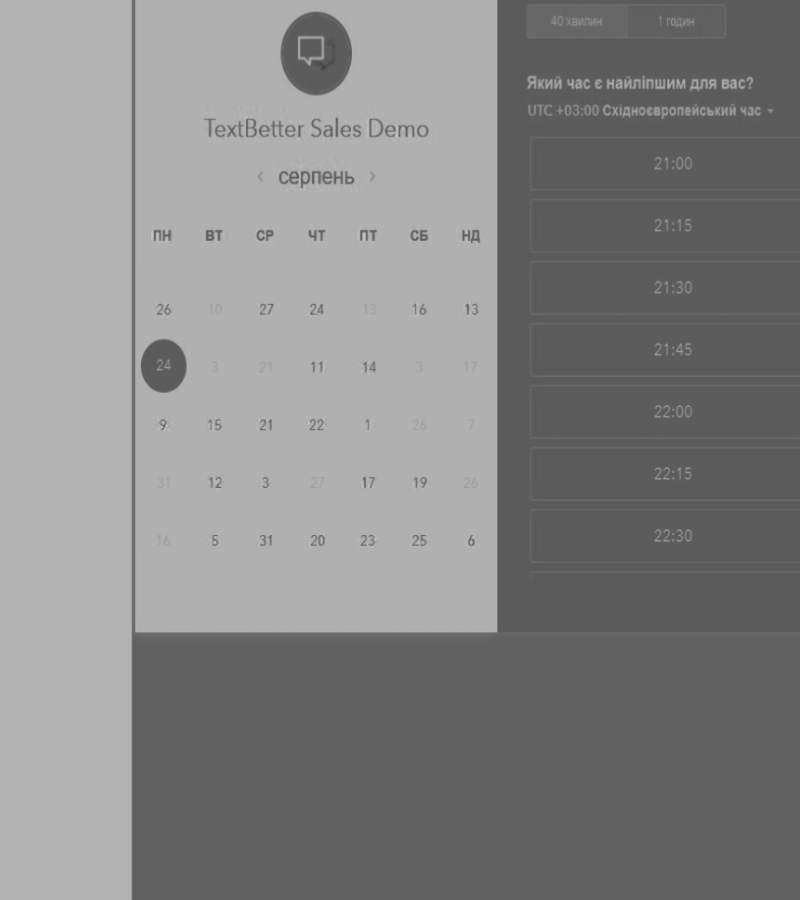 TextBetter Sales Demo
‹ серпень ›
ПН ВТ СР ЧТ ПТ СБ НД
26 10 27 24 13 16 13
24 3 21 11 14 3 17
9 15 21 22 1 26 7
31 12 3 27 17 19 26
16 5 31 20 23 25 6
40 хвилин 1 годин
Який час є найліпшим для вас?
UTC +03:00 Східноєвропейський час
21:00
21:15
21:30
21:45
22:00
22:15
22:30